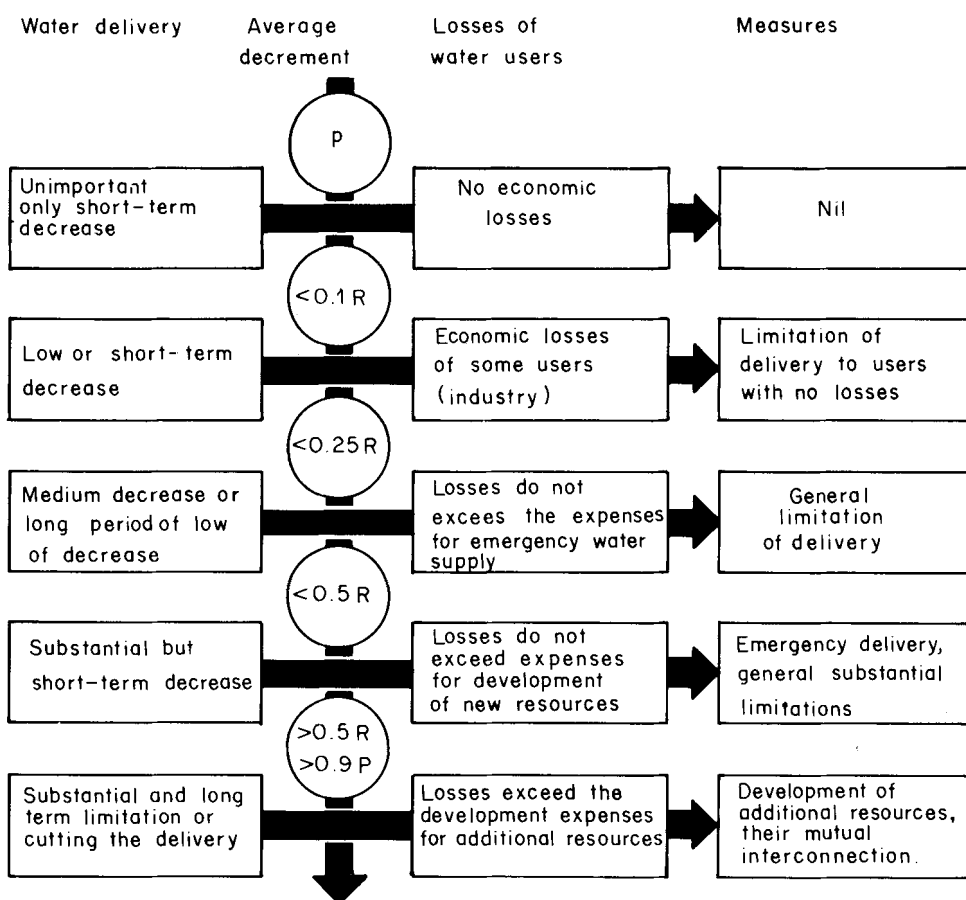 Water delivery
Average
decrement
Losses of
water users
Measures
p
Unimportant
only short-term
decrease
No economic
losses
Nil
<0.1 R
Low or short-term
decrease
Economic losses
of some users
(industry)
Limitation of
delivery to users
with no losses
<0.25 R
Medium decrease or
long period of low
of decrease
Losses do not
excees the expenses
for emergency water
supply
General
limitation
of delivery
<0.5 R
Substantial but
short-term decrease
Losses do not
exceed expenses
for development
of new resources
Emergency delivery,
general substantial
limitations
>0.5 R
>0.9 P
Substantial and long
term limitation or
cutting the delivery
Losses exceed the
development expenses
for additional resources
Development of
additional resources,
their mutual
interconnection.